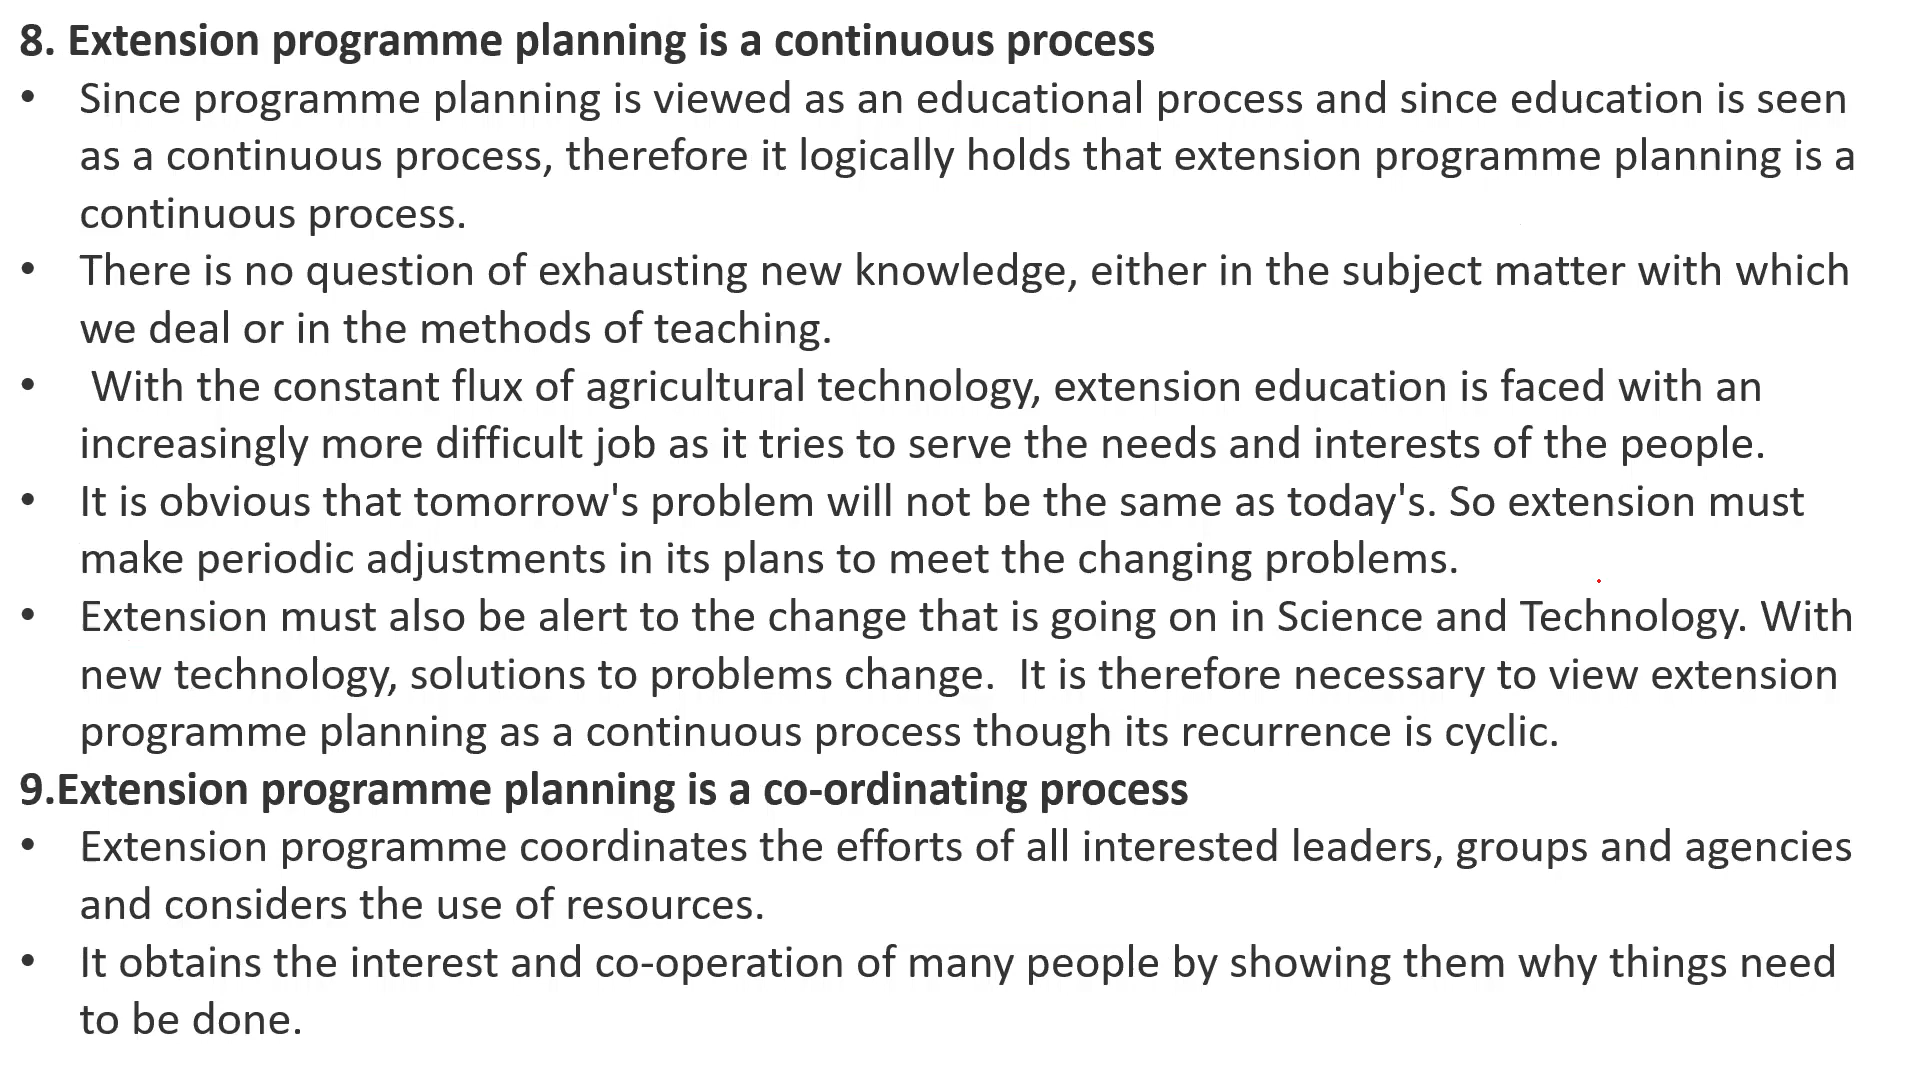 8. Extension programme planning is a continuous process
• Since programme planning is viewed as an educational process and since education is seen
as a continuous process, therefore it logically holds that extension programme planning is a
continuous process.
• There is no question of exhausting new knowledge, either in the subject matter with which
we deal or in the methods of teaching.
• With the constant flux of agricultural technology, extension education is faced with an
increasingly more difficult job as it tries to serve the needs and interests of the people.
• It is obvious that tomorrow's problem will not be the same as today's. So extension must
make periodic adjustments in its plans to meet the changing problems.
• Extension must also be alert to the change that is going on in Science and Technology. With
new technology, solutions to problems change.  It is therefore necessary to view extension
programme planning as a continuous process though its recurrence is cyclic.
9.Extension programme planning is a co-ordinating process
• Extension programme coordinates the efforts of all interested leaders, groups and agencies
and considers the use of resources.
• It obtains the interest and co-operation of many people by showing them why things need
to be done.